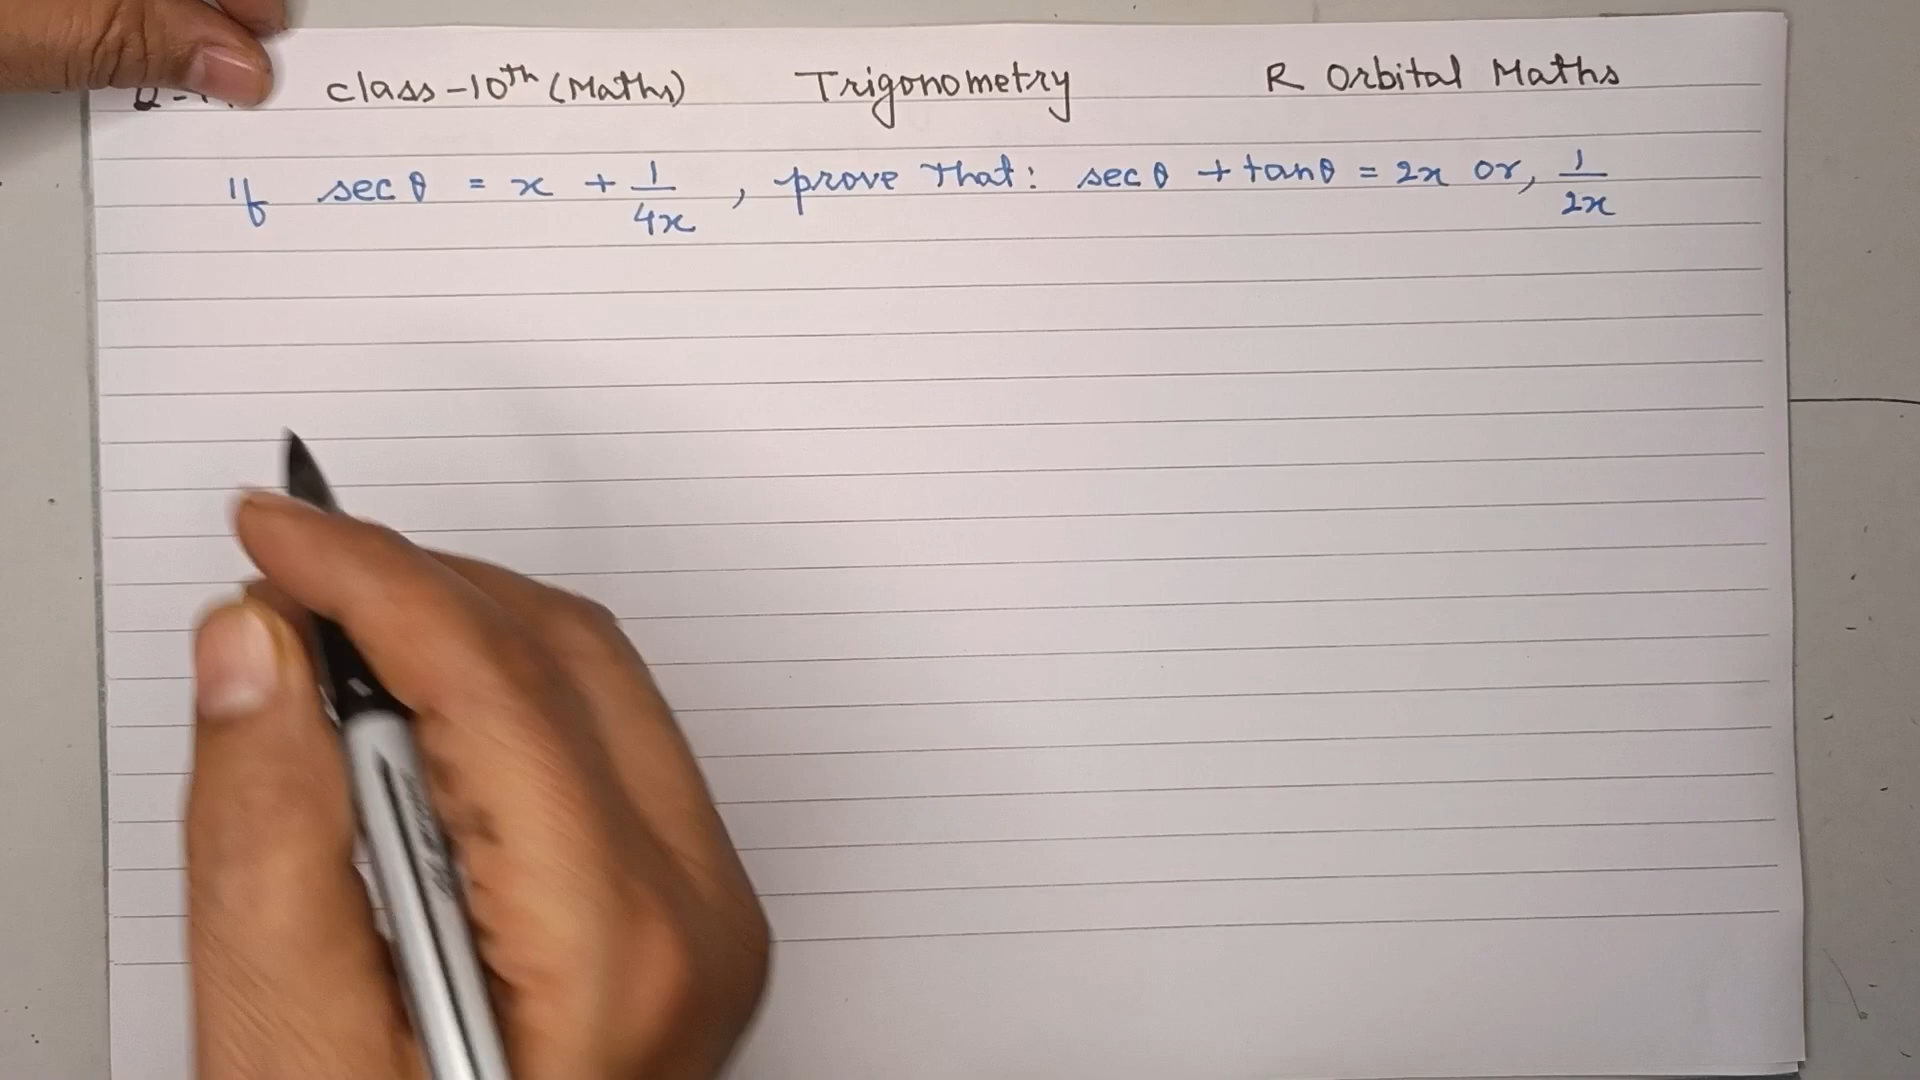 class-10th (Maths) Trigonometry R Orbital Maths
If sec θ = x + 1/4x , prove that: sec θ + tan θ = 2x or, 1/2x